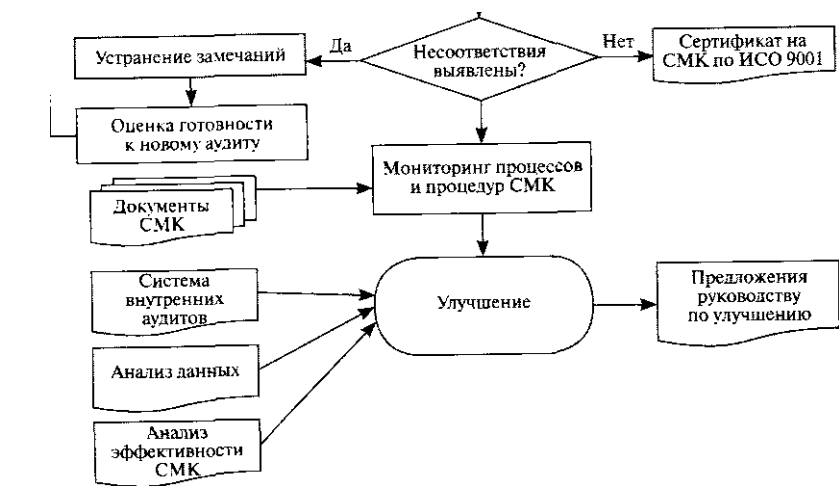 Да
Нет
Устранение замечаний
Несоответствия
выявлены?
Сертификат на
СМК по ИСО 9001
Оценка готовности
к новому аудиту
Мониторинг процессов
и процедур СМК
Документы
СМК
Система
внутренних
аудитов
Улучшение
Предложения
руководству
по улучшению
Анализ данных
Анализ
эффективности
СМК